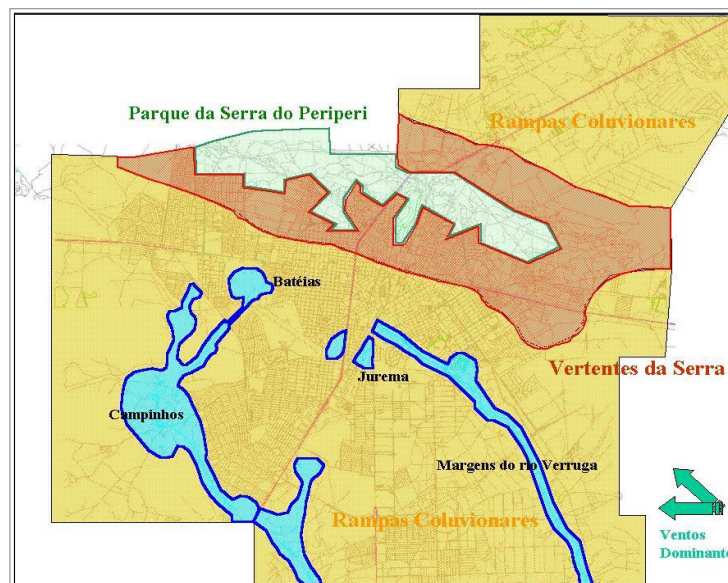 Parque da Serra do Periperi
Rampas Coluvionares
Batéias
Jurema
Vertentes da Serra
Campinhos
Margens do rio Verruga
Rampas Coluvionares
Ventos
Dominante